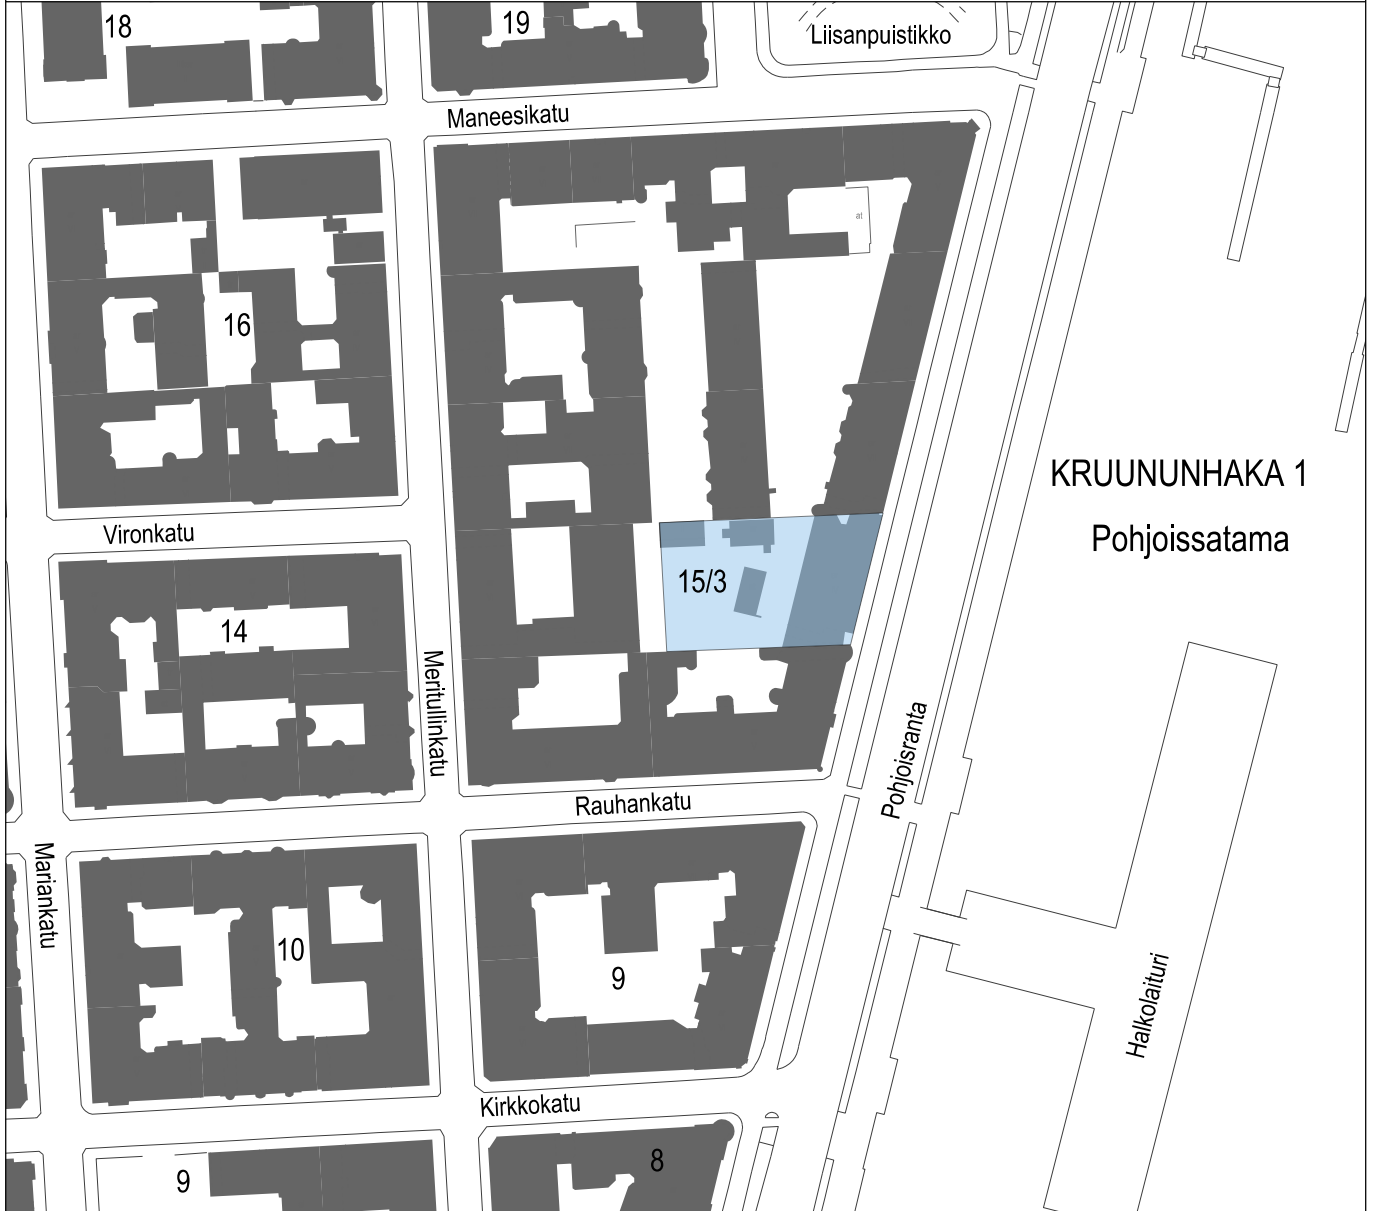 18
19
Liisanpuistikko
Maneesikatu
at
16
KRUUNUNHAKA 1
Pohjoissatama
Vironkatu
15/3
14
Meritullinkatu
Pohjoisranta
Rauhankatu
Mariankatu
10
9
Halkolaituri
Kirkkokatu
8
9